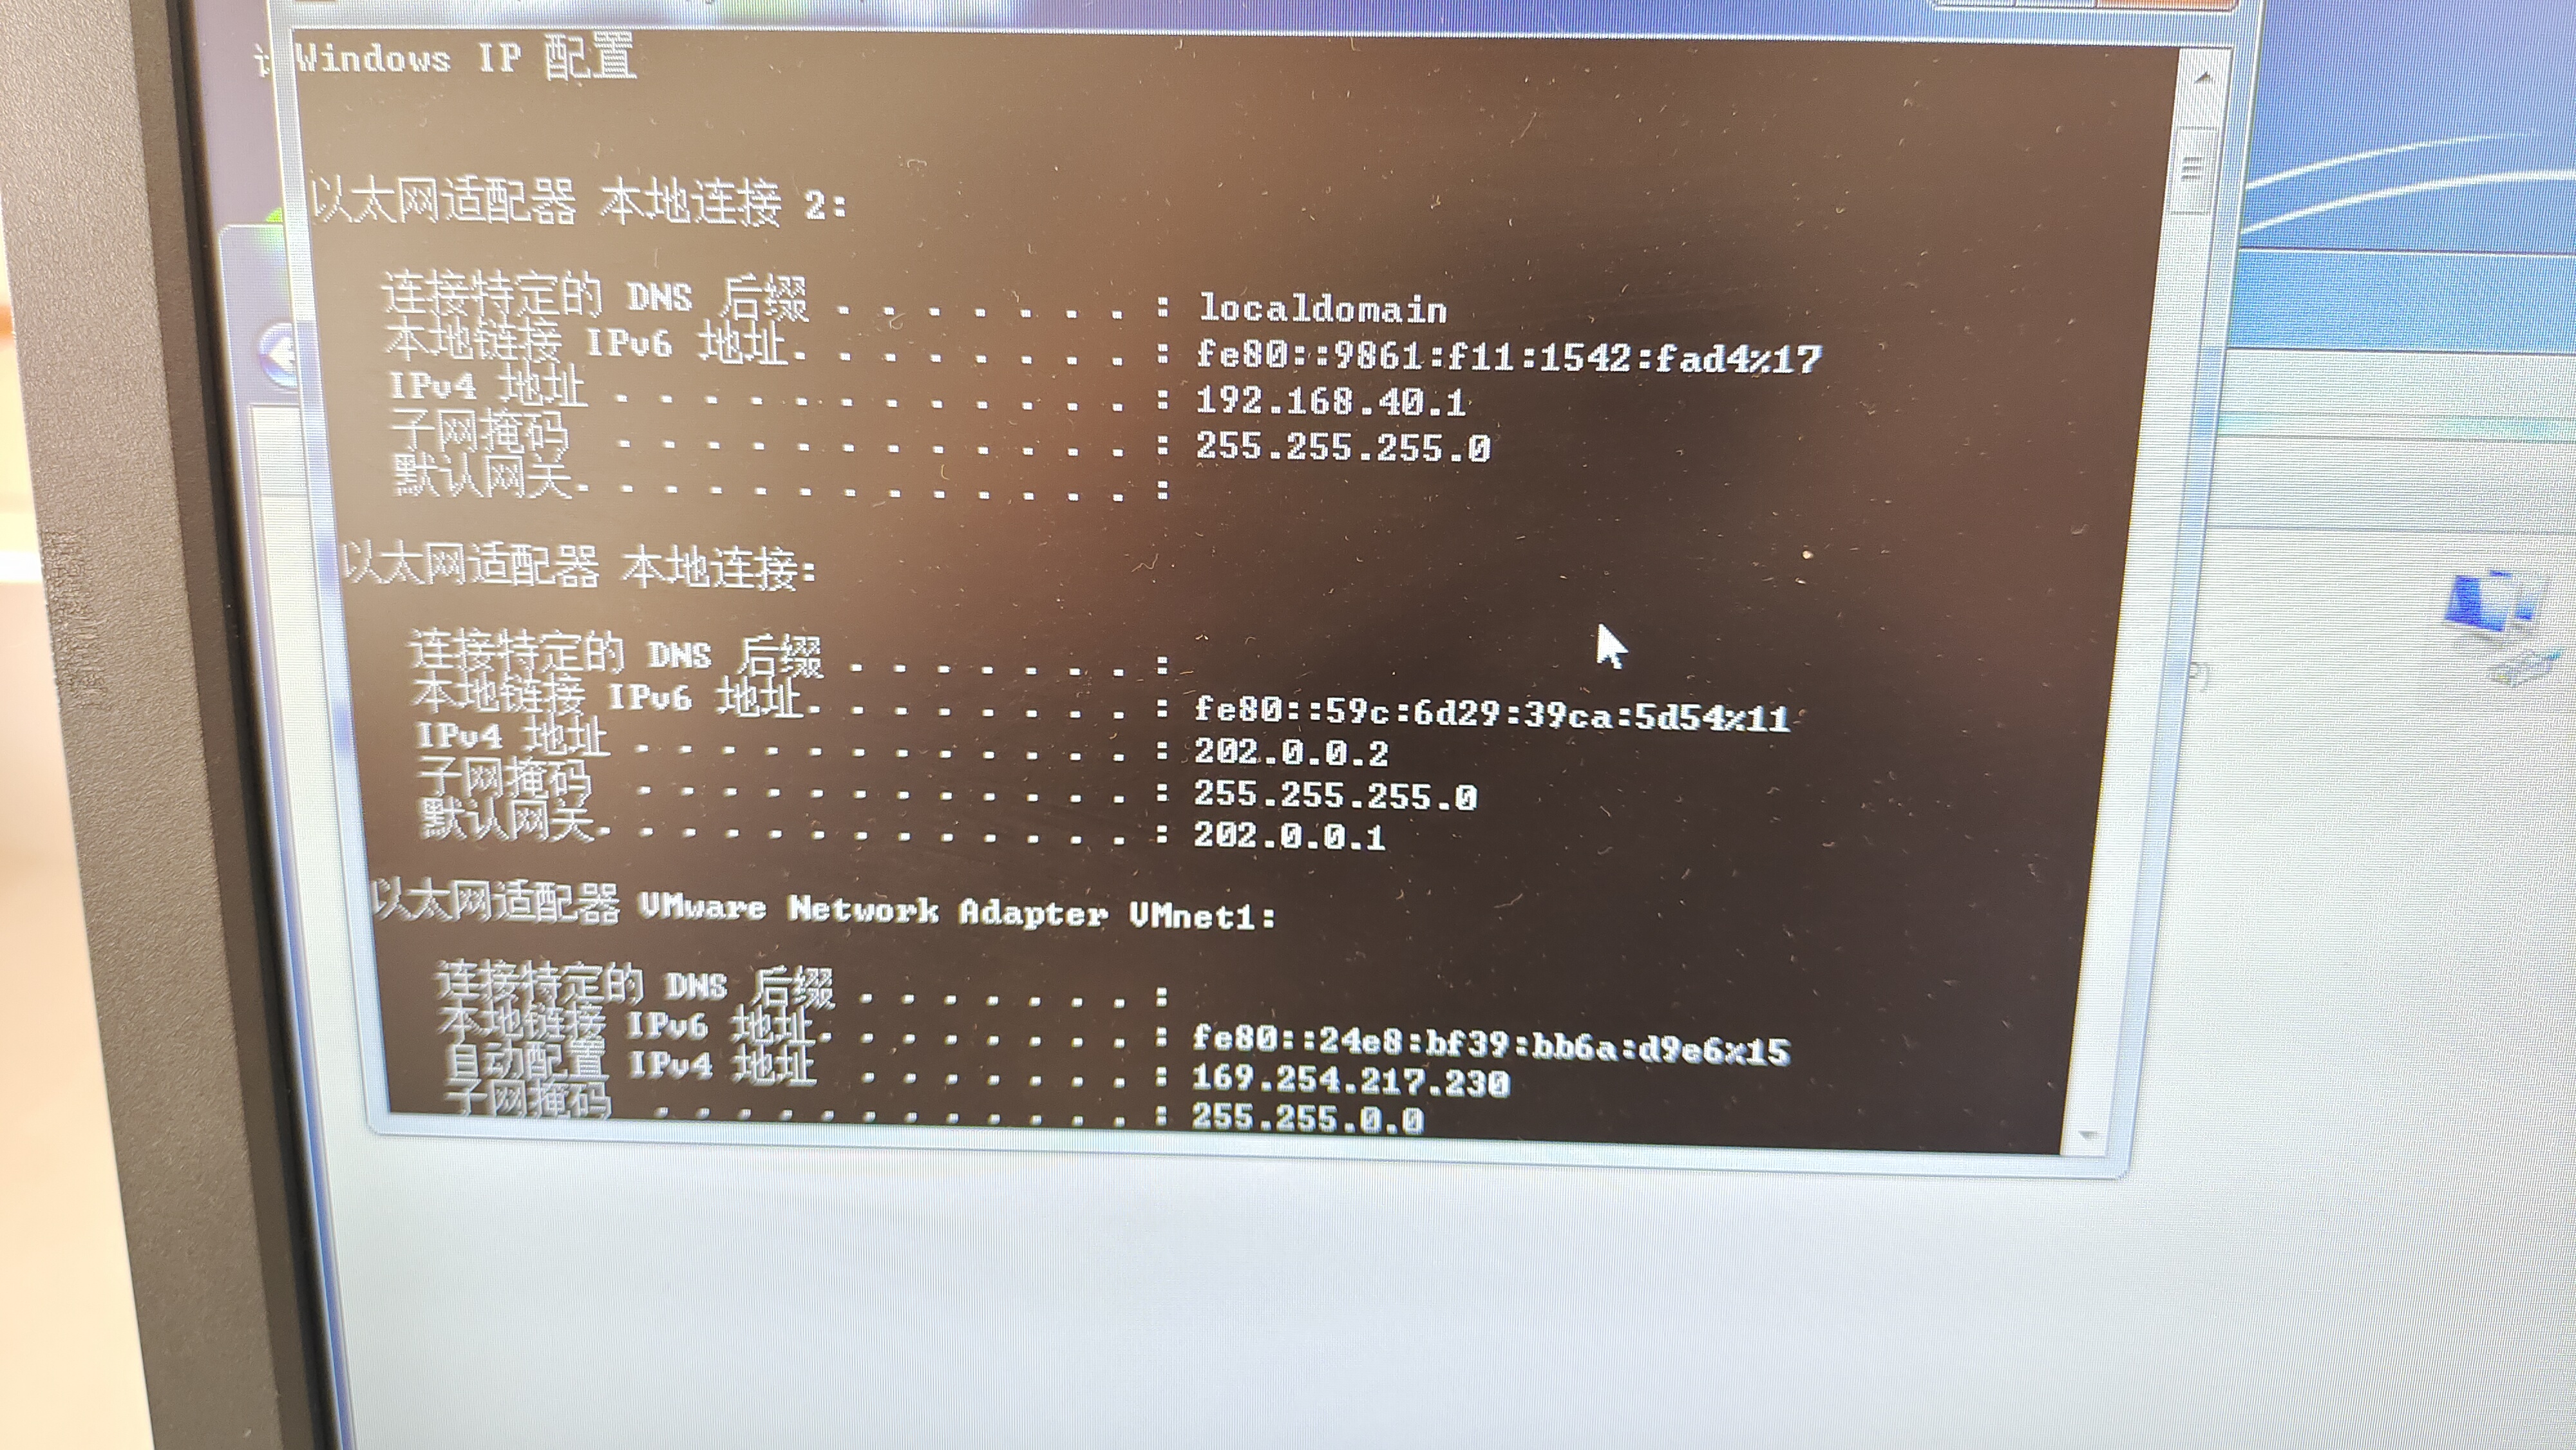 Windows IP 配置
以太网适配器 本地连接 2:
连接特定的 DNS 后缀 . . . . . . . : localdomain
本地链接 IPv6 地址. . . . . . . . : fe80::9861:f11:1542:fad4%17
IPv4 地址 . . . . . . . . . . . . : 192.168.40.1
子网掩码 . . . . . . . . . . . . : 255.255.255.0
默认网关. . . . . . . . . . . . . :
以太网适配器 本地连接:
连接特定的 DNS 后缀 . . . . . . . :
本地链接 IPv6 地址. . . . . . . . : fe80::59c:6d29:39ca:5d54%11
IPv4 地址 . . . . . . . . . . . . : 202.0.0.2
子网掩码 . . . . . . . . . . . . : 255.255.255.0
默认网关. . . . . . . . . . . . . : 202.0.0.1
以太网适配器 VMware Network Adapter VMnet1:
连接特定的 DNS 后缀 . . . . . . . :
本地链接 IPv6 地址. . . . . . . . : fe80::24e8:bf39:bb6a:d9e6%15
自动配置 IPv4 地址 . . . . . . . : 169.254.217.230
子网掩码 . . . . . . . . . . . . : 255.255.0.0